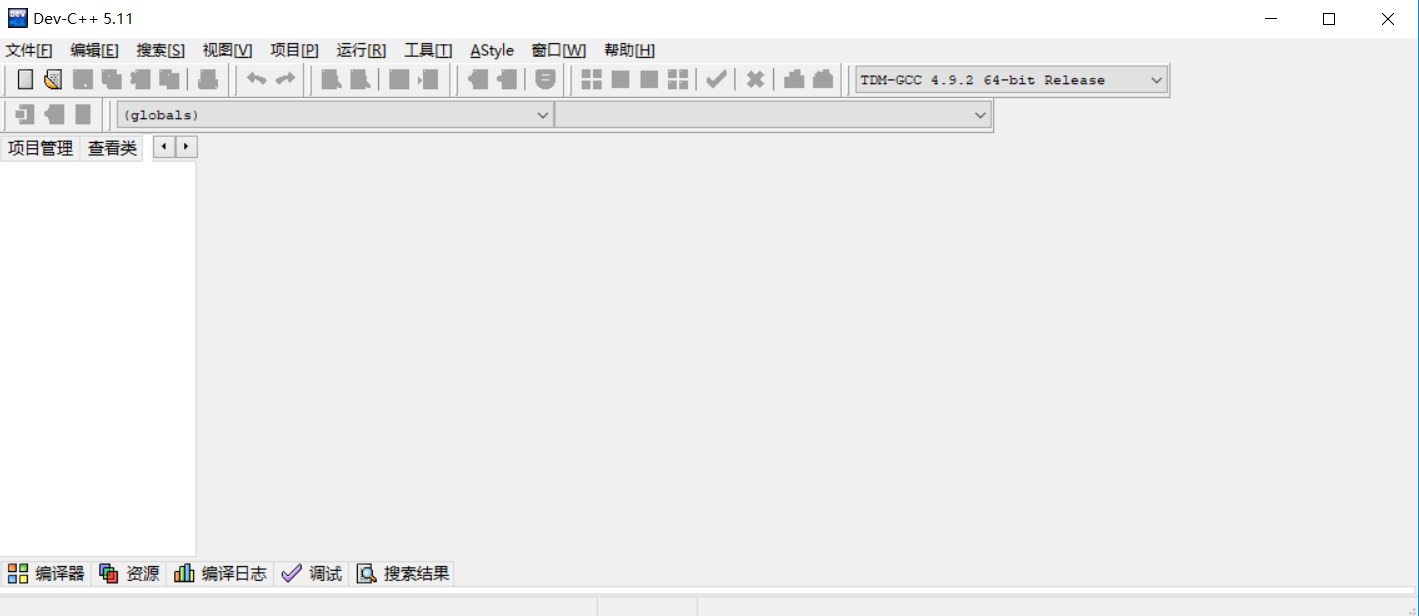 Dev-C++ 5.11
文件[F] 编辑[E] 搜索[S] 视图[V] 项目[P] 运行[R] 工具[T] AStyle 窗口[W] 帮助[H]
TDM-GCC 4.9.2 64-bit Release
(globals)
项目管理 查看类
编译器 资源 编译日志 调试 搜索结果